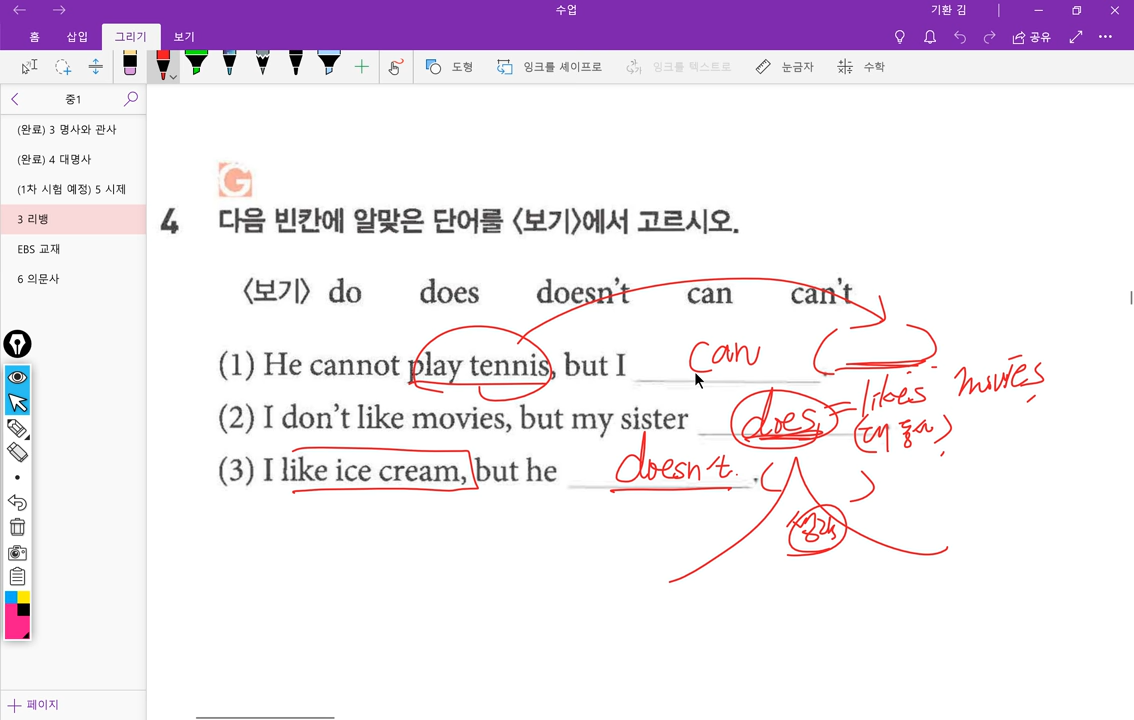 수업
기환 김
홈 삽입 그리기 보기
공유
도형 잉크를 셰이프로 잉크를 텍스트로 눈금자 수학
중1
(완료) 3 명사와 관사
(완료) 4 대명사
(1차 시험 예정) 5 시제
3 리뱅
EBS 교재
6 의문사
페이지
G
4 다음 빈칸에 알맞은 단어를 <보기>에서 고르시오.
<보기> do does doesn't can can't
(1) He cannot play tennis, but I can
(2) I don't like movies, but my sister does. = likes movies
(대동사)
(3) I like ice cream, but he doesn't. ( )
생략